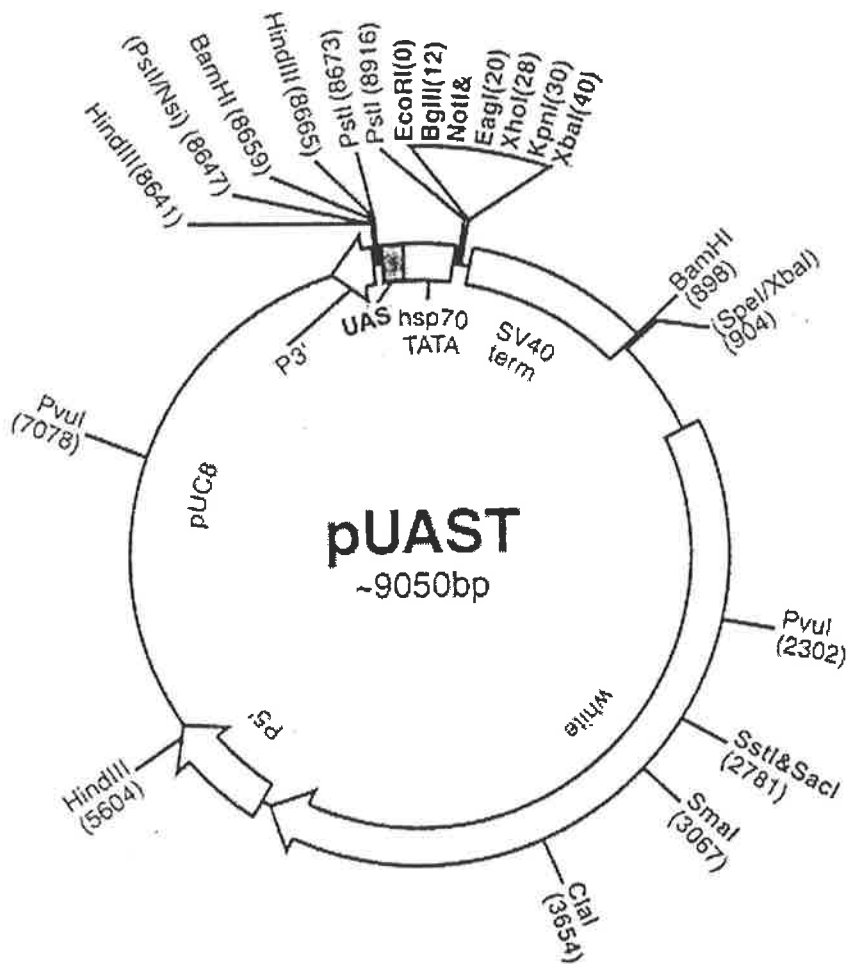 HindIII(8641)
(PstI/Nsi) (8647)
BamHI (8659)
HindIII (8665)
PstI (8673)
PstI (8916)
EcoRI(0)
BglII(12)
NotI&
EagI(20)
XhoI(28)
KpnI(30)
XbaI(40)
BamHI
(898)
(SpeI/XbaI)
(904)
P3'
UAS
hsp70
TATA
SV40
term
PvuI
(7078)
pUC8
pUAST
~9050bp
PvuI
(2302)
white
SstI&SacI
(2781)
SmaI
(3067)
ClaI
(3654)
P5'
HindIII
(5604)